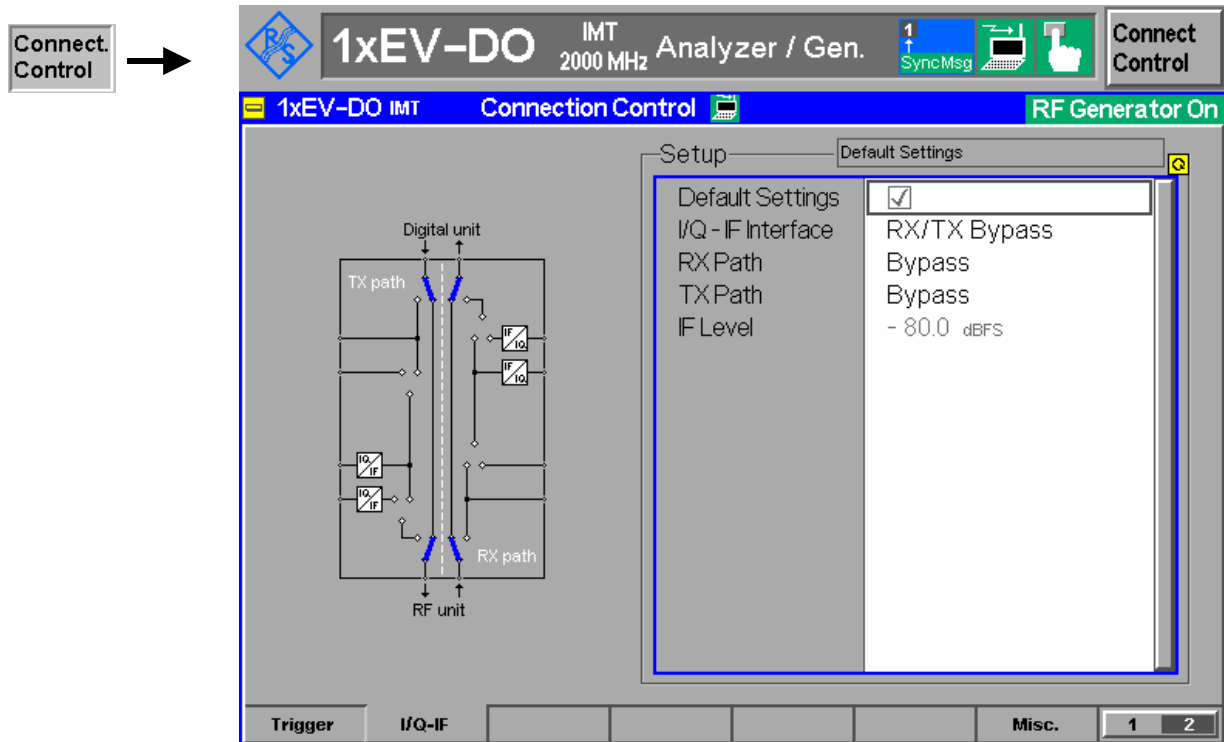 Connect.
Control
R S
1xEV-DO IMT 2000 MHz Analyzer / Gen.
1
SyncMsg
Connect
Control
1xEV-DO IMT Connection Control
RF Generator On
Setup Default Settings
Default Settings
I/Q-IF Interface RX/TX Bypass
RX Path Bypass
TX Path Bypass
IF Level - 80.0 dBFS
Digital unit
TX path
IF/IQ
IF/IQ
IQ/IF
IQ/IF
RX path
RF unit
Trigger I/Q-IF Misc. 1 2